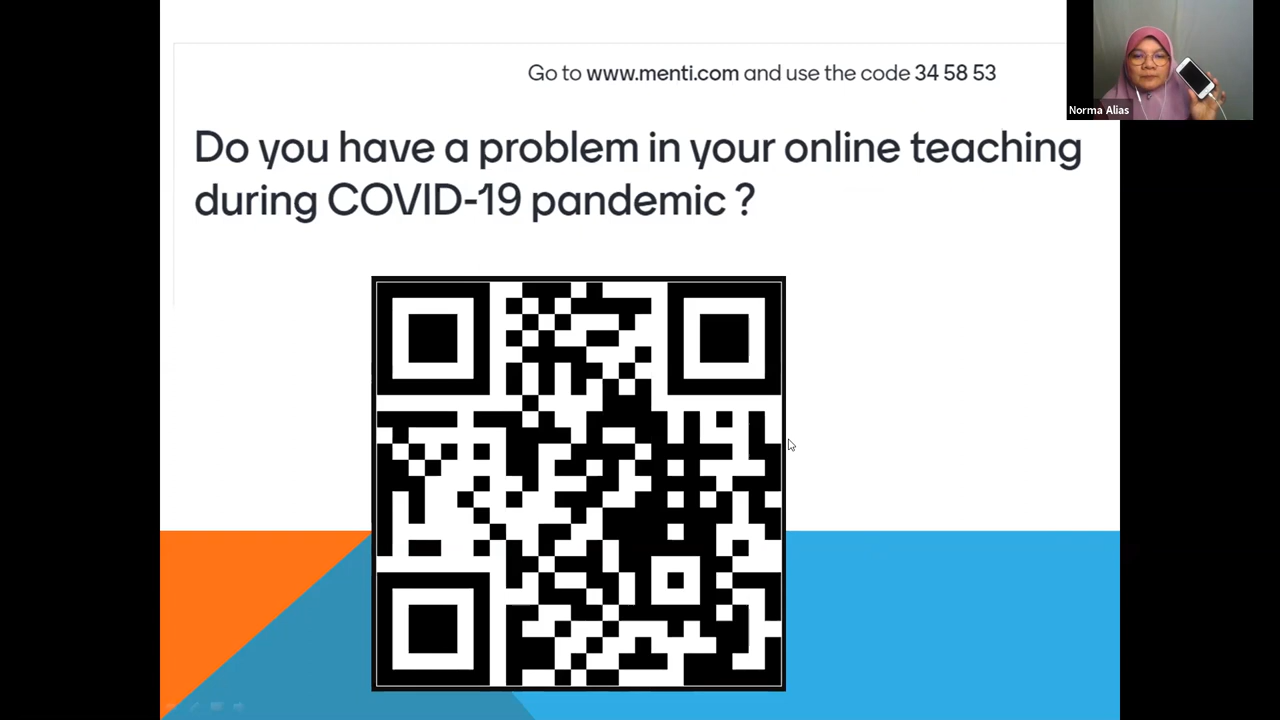 Go to www.menti.com and use the code 34 58 53
Norma Alias
Do you have a problem in your online teaching
during COVID-19 pandemic ?